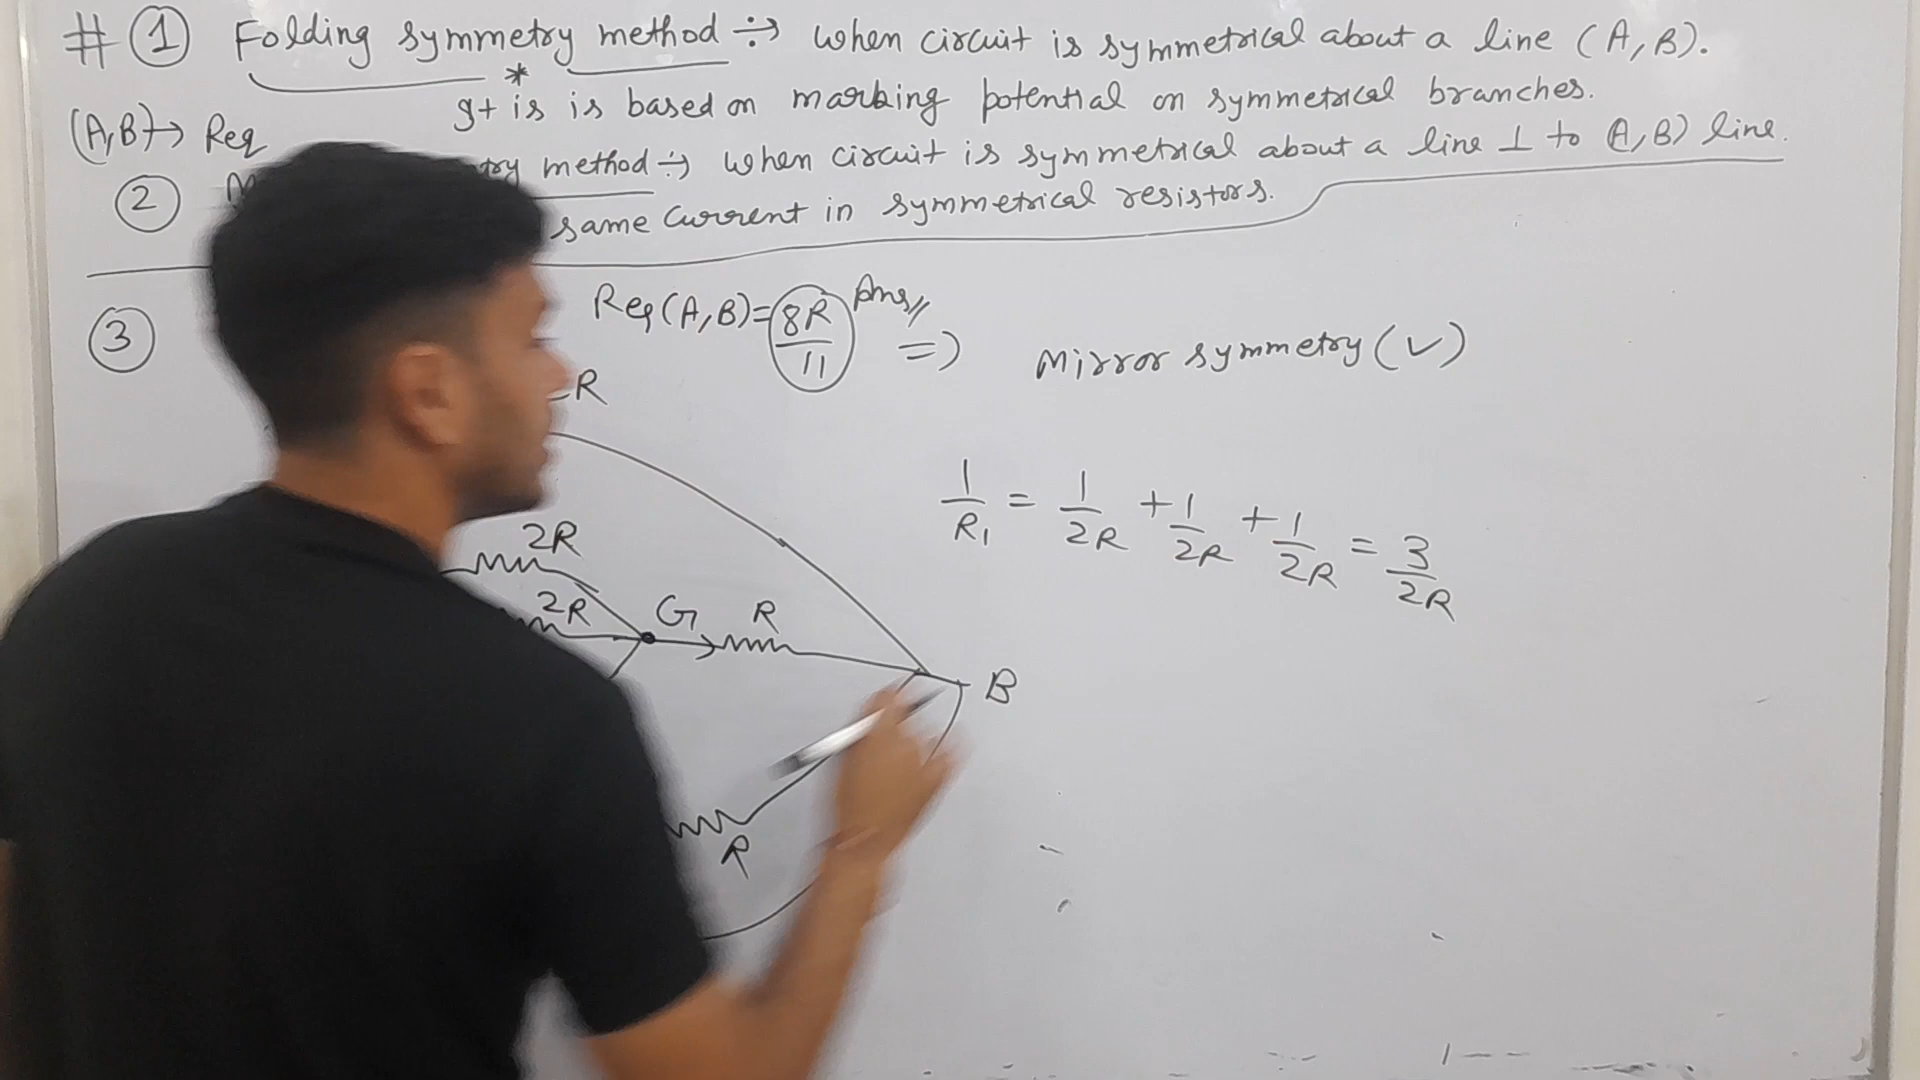 # ① Folding symmetry method ÷→ when circuit is symmetrical about a line (A,B).
*
gt is is based on marking potential on symmetrical branches.
(A,B)→ Req
② method ÷) when circuit is symmetrical about a line ⊥ to (A,B) line.
same current in symmetrical resistors.
③ Req(A,B)=8R/11 Ans,,
=) Mirror symmetry(✓)
R
1/R₁ = 1/2R + 1/2R + 1/2R = 3/2R
2R
2R
G R
B
R